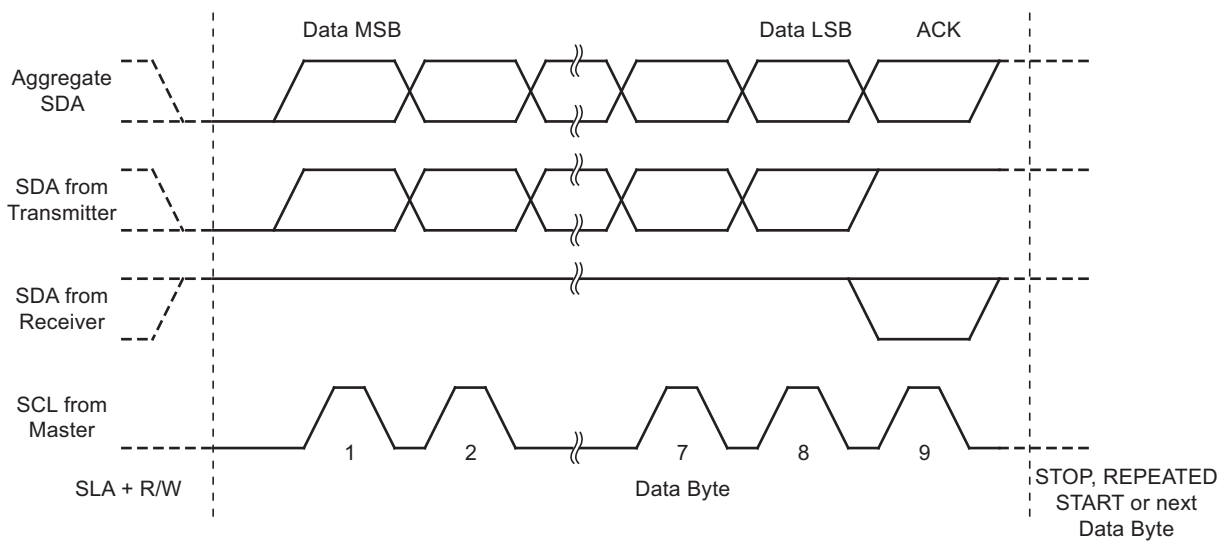 Data MSB
Data LSB
ACK
Aggregate
SDA
SDA from
Transmitter
SDA from
Receiver
SCL from
Master
1
2
7
8
9
SLA + R/W
Data Byte
STOP, REPEATED
START or next
Data Byte